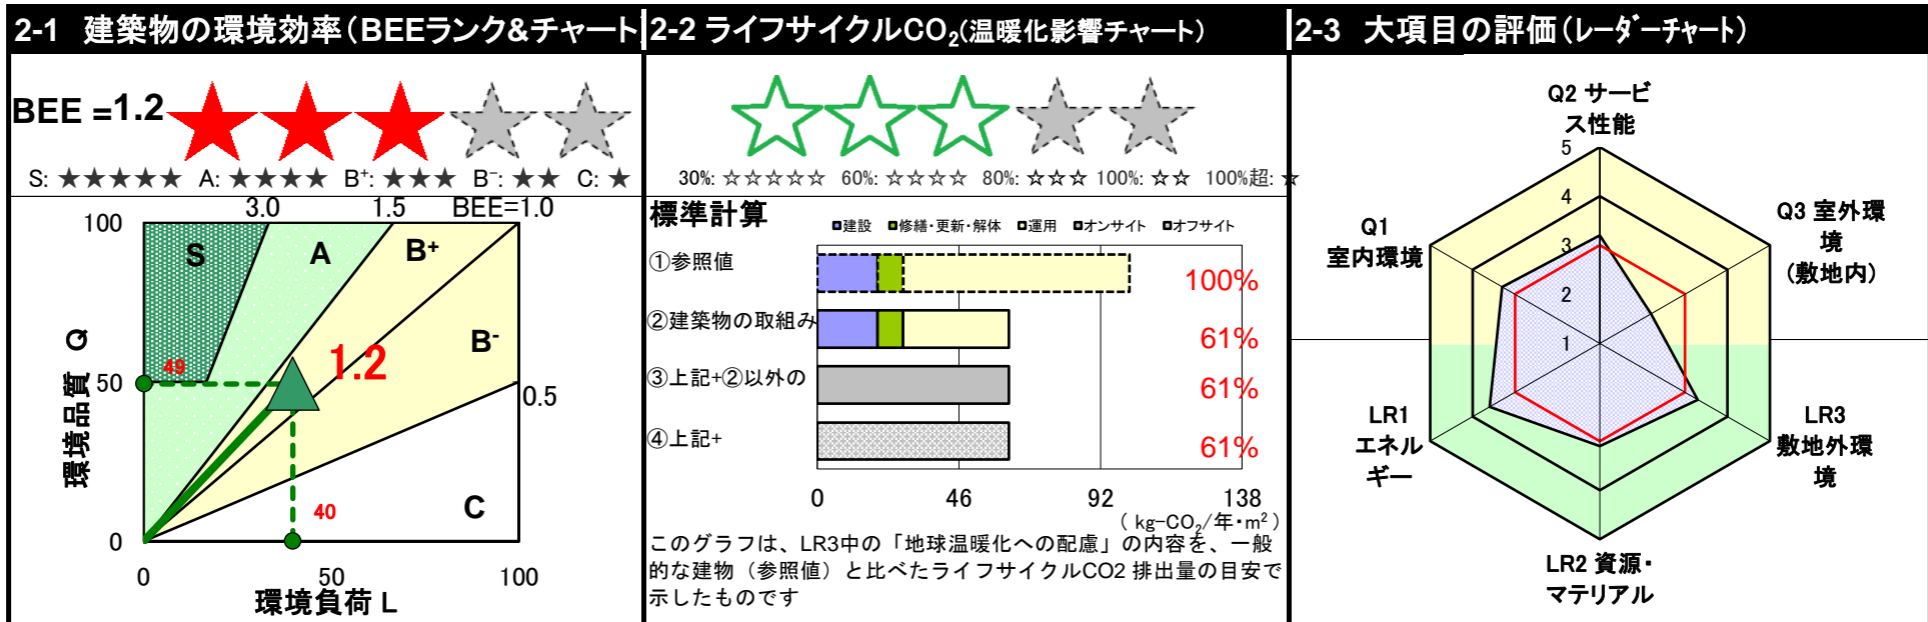 2-1 建築物の環境効率（BEEランク&チャート
BEE =1.2
S: ★★★★★ A: ★★★★ B⁺: ★★★ B⁻: ★★ C: ★
3.0 1.5 BEE=1.0
100
S
A
B⁺
環境品質 Q
49
50
1.2
B⁻
0.5
40
C
0
0 50 100
環境負荷 L
2-2 ライフサイクルCO₂(温暖化影響チャート）
30%: ☆☆☆☆☆ 60%: ☆☆☆☆ 80%: ☆☆☆ 100%: ☆☆ 100%超: ☆
標準計算
建設 修繕・更新・解体 運用 オンサイト オフサイト
①参照値 100%
②建築物の取組み 61%
③上記+②以外の 61%
④上記+ 61%
0 46 92 138
( kg-CO₂/年・m² )
このグラフは、LR3中の「地球温暖化への配慮」の内容を、一般
的な建物（参照値）と比べたライフサイクルCO2 排出量の目安で
示したものです
2-3 大項目の評価（レーダーチャート）
Q2 サービ
ス性能
5
4
3
2
1
Q3 室外環
境
（敷地内）
Q1
室内環境
LR1
エネル
ギー
LR3
敷地外環
境
LR2 資源・
マテリアル